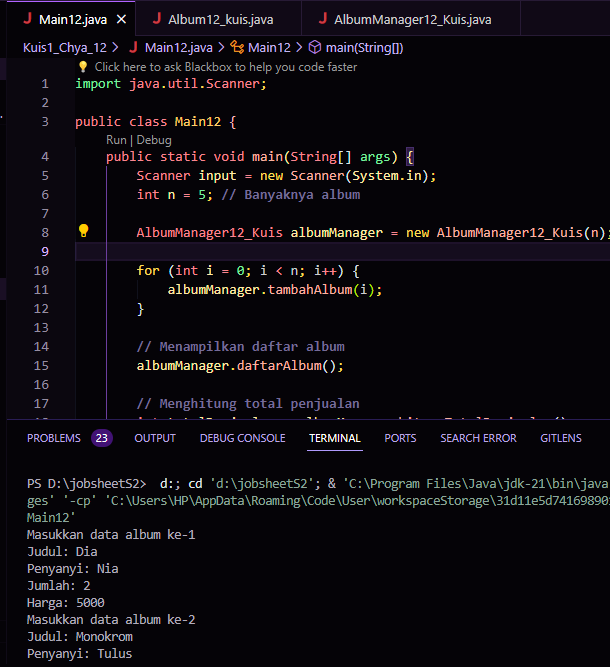 Main12.java Album12_kuis.java AlbumManager12_Kuis.java
Kuis1_Chya_12 > Main12.java > Main12 > main(String[])
Click here to ask Blackbox to help you code faster
1 import java.util.Scanner;
2
3 public class Main12 {
Run | Debug
4 public static void main(String[] args) {
5 Scanner input = new Scanner(System.in);
6 int n = 5; // Banyaknya album
7
8 AlbumManager12_Kuis albumManager = new AlbumManager12_Kuis(n);
9
10 for (int i = 0; i < n; i++) {
11 albumManager.tambahAlbum(i);
12 }
13
14 // Menampilkan daftar album
15 albumManager.daftarAlbum();
16
17 // Menghitung total penjualan
PROBLEMS 23 OUTPUT DEBUG CONSOLE TERMINAL PORTS SEARCH ERROR GITLENS
PS D:\jobsheetS2> d:; cd 'd:\jobsheetS2'; & 'C:\Program Files\Java\jdk-21\bin\java
ges' '-cp' 'C:\Users\HP\AppData\Roaming\Code\User\workspaceStorage\31d11e5d74169890
Main12'
Masukkan data album ke-1
Judul: Dia
Penyanyi: Nia
Jumlah: 2
Harga: 5000
Masukkan data album ke-2
Judul: Monokrom
Penyanyi: Tulus